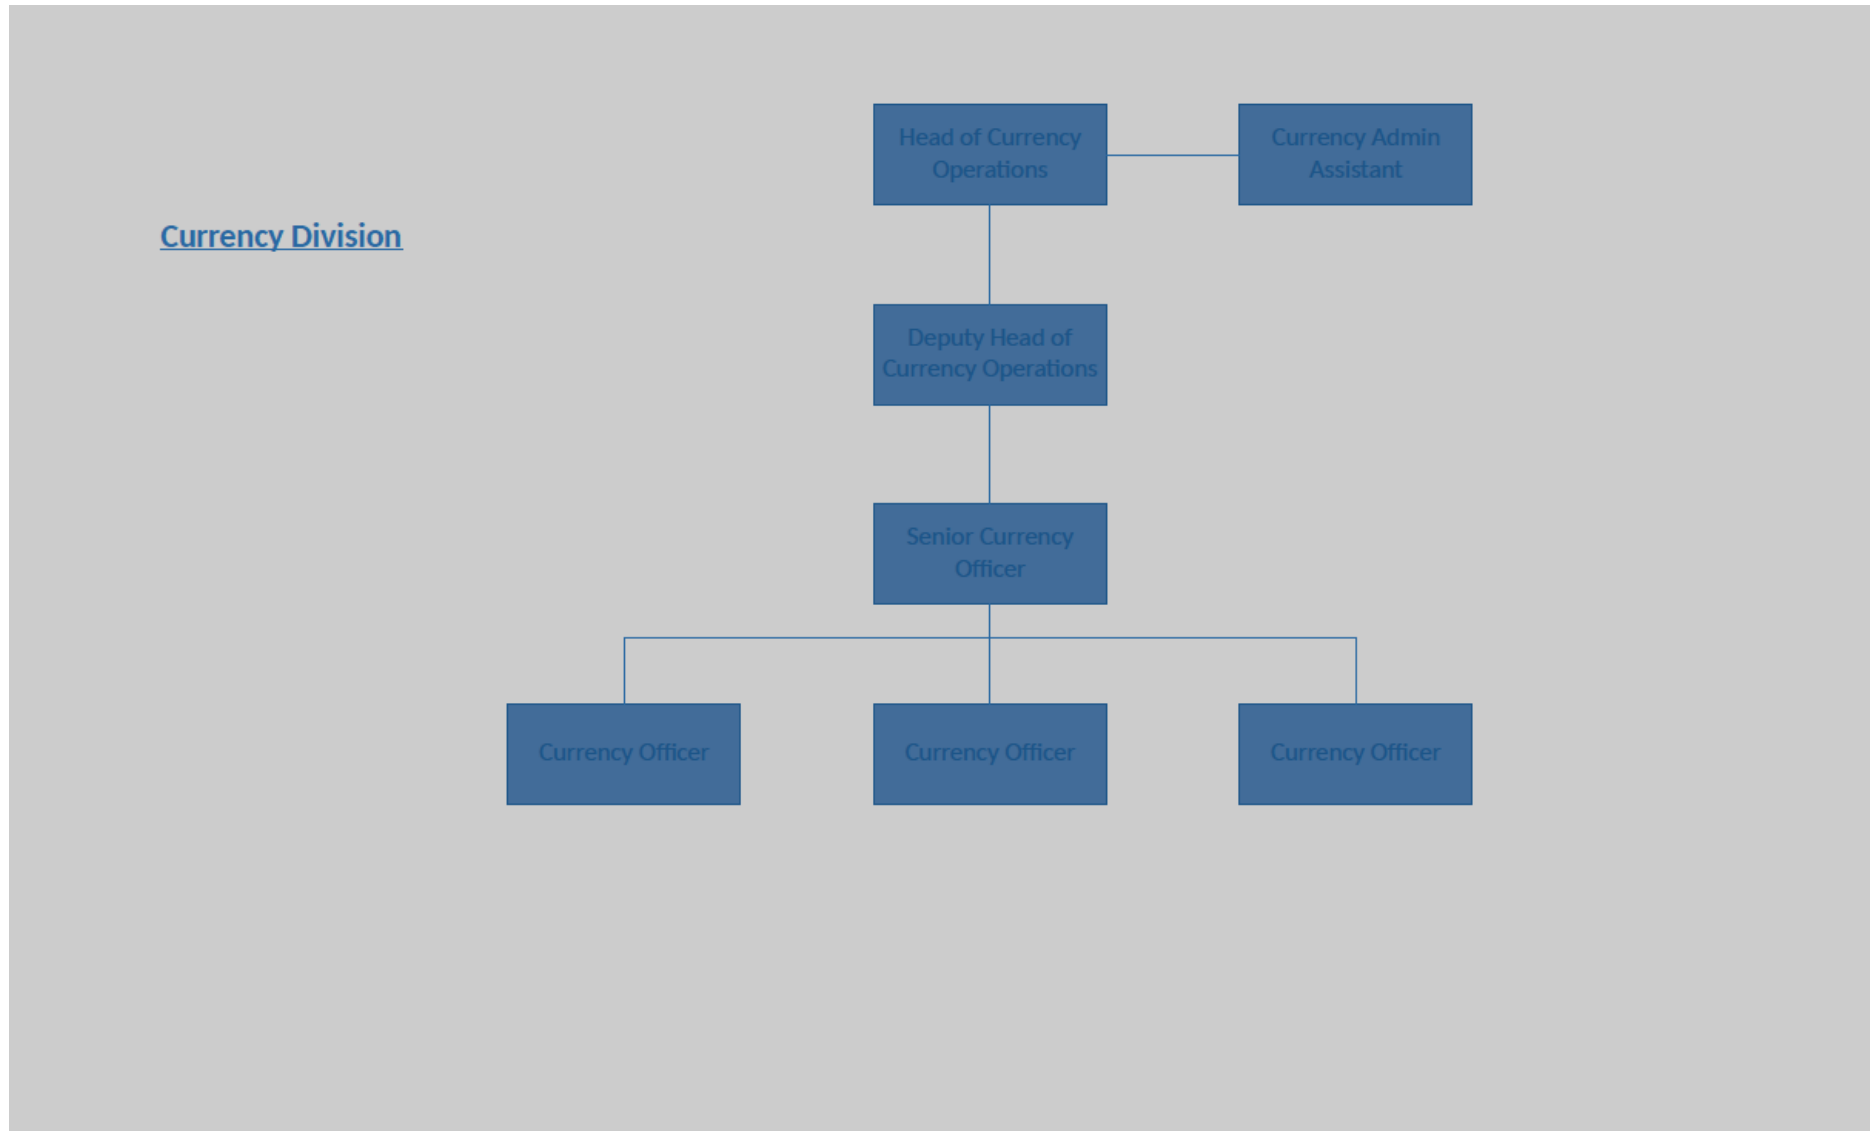 Head of Currency
Operations
Currency Admin
Assistant
Currency Division
Deputy Head of
Currency Operations
Senior Currency
Officer
Currency Officer
Currency Officer
Currency Officer